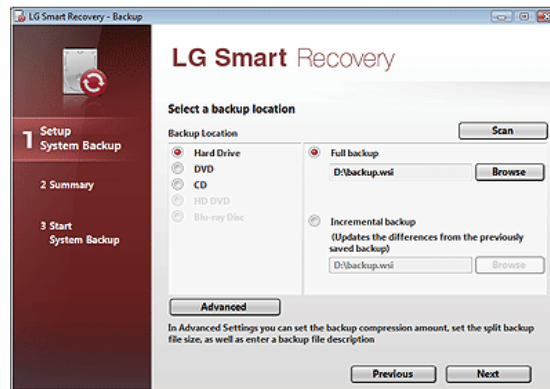 LG Smart Recovery - Backup
LG Smart Recovery
1 Setup
System Backup
2 Summary
3 Start
System Backup
Select a backup location
Backup Location
Scan
Hard Drive
DVD
CD
HD DVD
Blu-ray Disc
Full backup
D:\backup.wsi
Browse
Incremental backup
(Updates the differences from the previously
saved backup)
D:\backup.wsi
Browse
Advanced
In Advanced Settings you can set the backup compression amount, set the split backup
file size, as well as enter a backup file description
Previous
Next